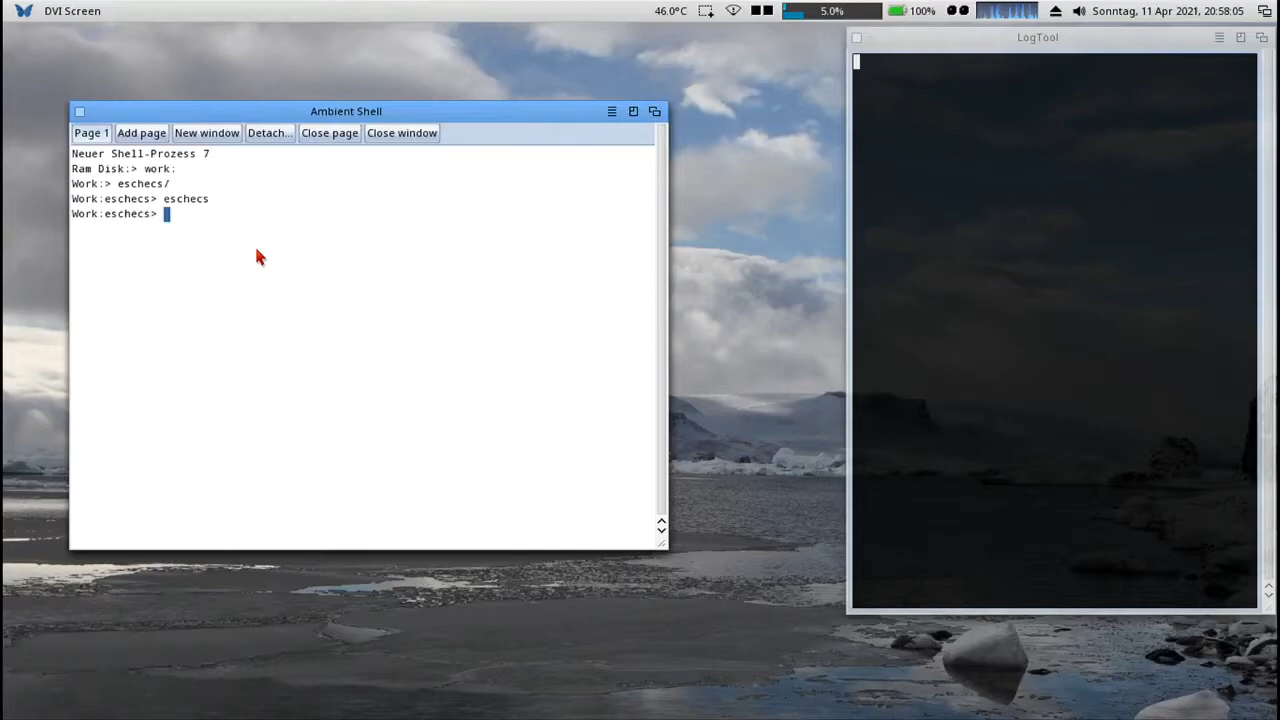 DVI Screen
46.0°C
5.0%
100%
Sonntag, 11 Apr 2021, 20:58:05
LogTool
Ambient Shell
Page 1
Add page
New window
Detach...
Close page
Close window
Neuer Shell-Prozess 7
Ram Disk:> work:
Work:> eschecs/
Work:eschecs> eschecs
Work:eschecs>